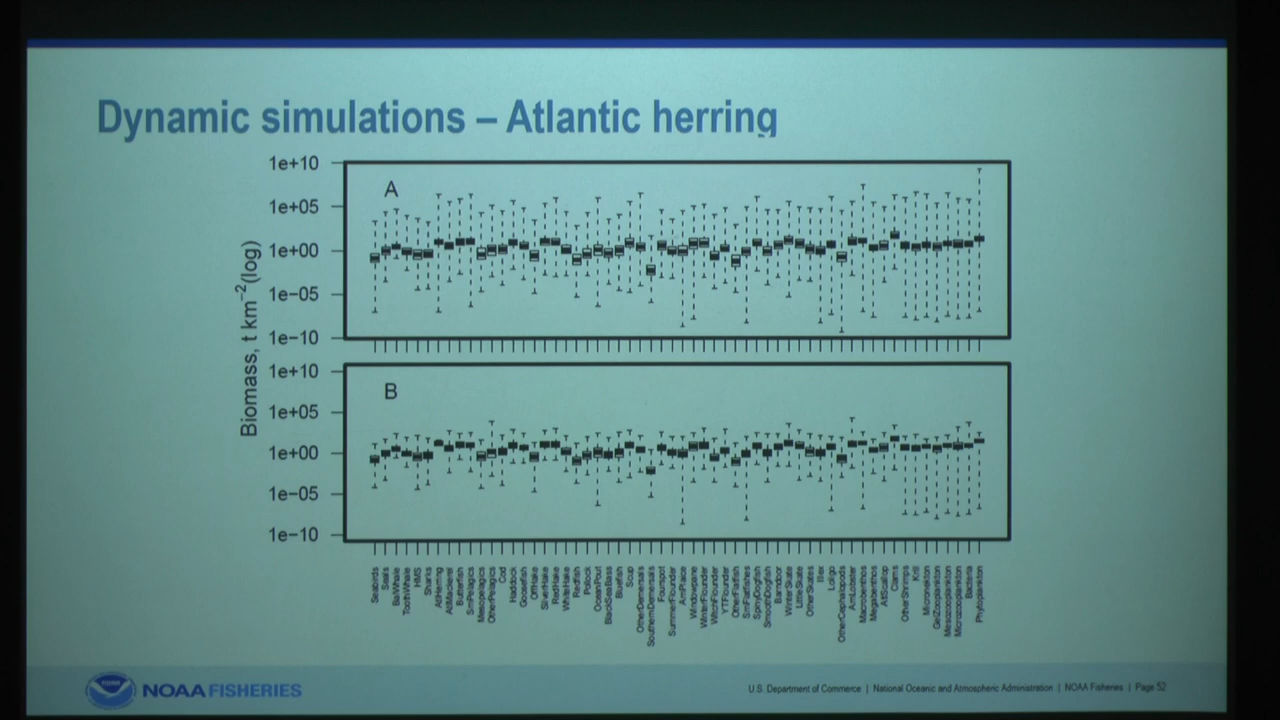 Dynamic simulations – Atlantic herring
Biomass, t km−2(log)
A
1e+10
1e+05
1e+00
1e−05
1e−10
B
1e+10
1e+05
1e+00
1e−05
1e−10
Seabirds
Seals
BalWhale
ToothWhale
HMS
Sharks
AtlHerring
AtlMackerel
Butterfish
SmPelagics
Mesopelagics
OtherPelagics
Cod
Haddock
Goosefish
OffHake
SilverHake
RedHake
WhiteHake
Redfish
Pollock
OceanPout
BlackSeaBass
Bluefish
Scup
OtherDemersals
SouthernDemersals
Fourspot
SummerFlounder
AmPlaice
Windowpane
WinterFlounder
WitchFlounder
YTFlounder
OtherFlatfish
SmFlatfishes
SpinyDogfish
SmoothDogfish
Barndoor
WinterSkate
LittleSkate
OtherSkates
Illex
Loligo
OtherCephalopods
AmLobster
Macrobenthos
Megabenthos
AtlScallop
Clams
OtherShrimps
Krill
Micronekton
GelZooplankton
Mesozooplankton
Microzooplankton
Bacteria
Phytoplankton
NOAA FISHERIES
U.S. Department of Commerce | National Oceanic and Atmospheric Administration | NOAA Fisheries | Page 52